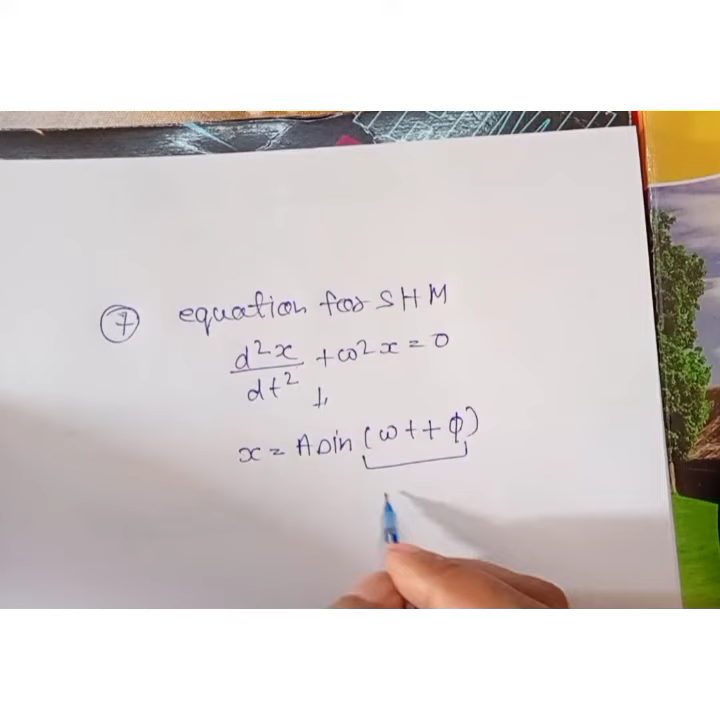 7 equation for SHM
d²x/dt² + ω²x = 0
x = A sin (ωt + φ)